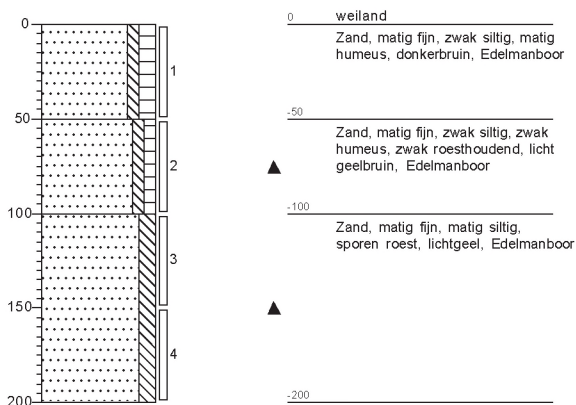 0
50
100
150
200
1
2
3
4
0
weiland
Zand, matig fijn, zwak siltig, matig
humeus, donkerbruin, Edelmanboor
-50
Zand, matig fijn, zwak siltig, zwak
humeus, zwak roesthoudend, licht
geelbruin, Edelmanboor
-100
Zand, matig fijn, matig siltig,
sporen roest, lichtgeel, Edelmanboor
-200